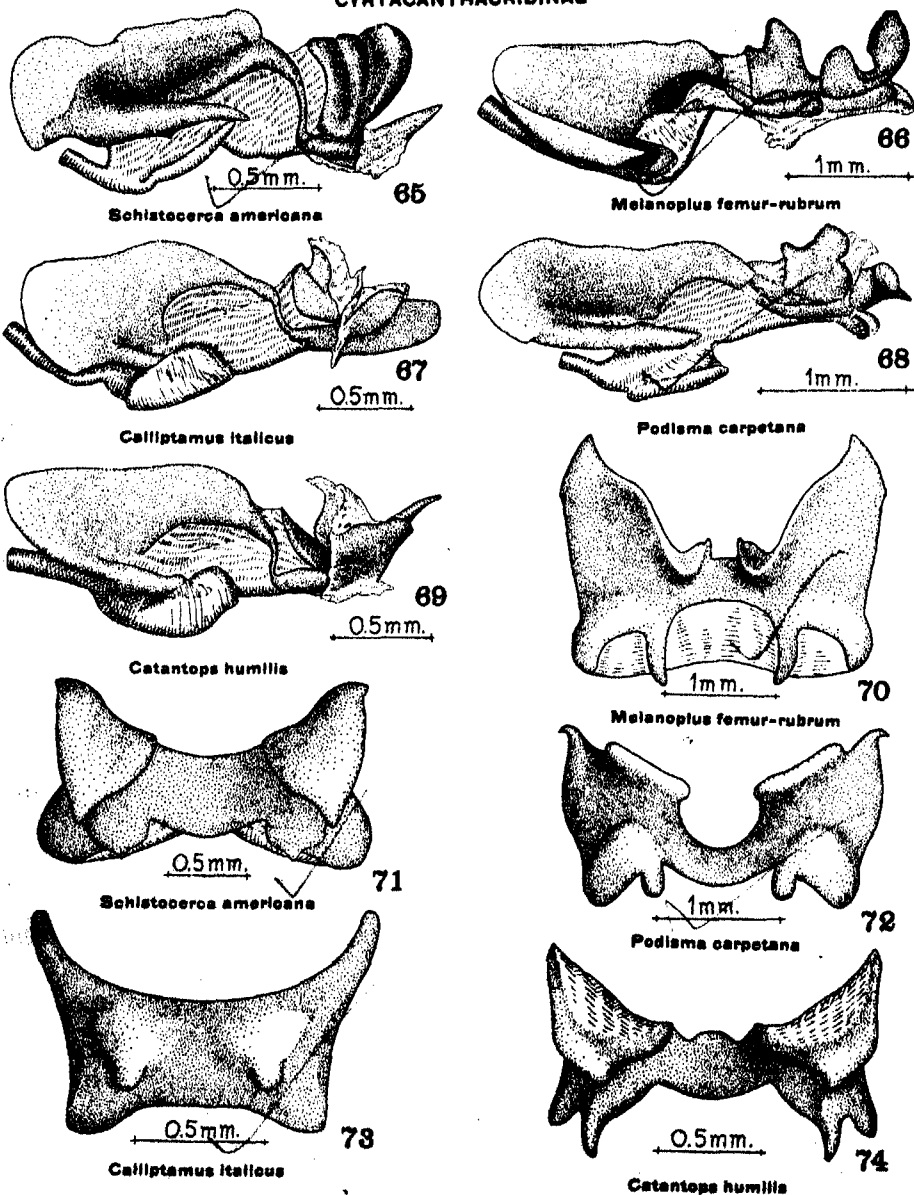 CYRTACANTHACRIDINAE
0.5mm.
65
Schistocerca americana
66
1mm.
Melanoplus femur-rubrum
67
0.5mm.
Calliptamus italicus
68
1mm.
Podisma carpetana
69
0.5mm.
Catantops humilis
1mm.
70
Melanoplus femur-rubrum
0.5mm.
71
Schistocerca americana
1mm.
72
Podisma carpetana
0.5mm.
73
Calliptamus italicus
0.5mm.
74
Catantops humilis